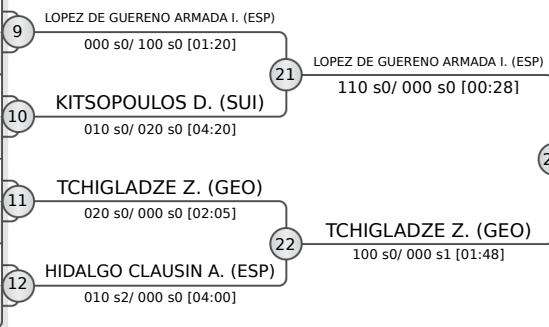 9
LOPEZ DE GUERENO ARMADA I. (ESP)
000 s0/ 100 s0 [01:20]
21
LOPEZ DE GUERENO ARMADA I. (ESP)
110 s0/ 000 s0 [00:28]
10
KITSOPOULOS D. (SUI)
010 s0/ 020 s0 [04:20]
11
TCHIGLADZE Z. (GEO)
020 s0/ 000 s0 [02:05]
22
TCHIGLADZE Z. (GEO)
100 s0/ 000 s1 [01:48]
12
HIDALGO CLAUSIN A. (ESP)
010 s2/ 000 s0 [04:00]